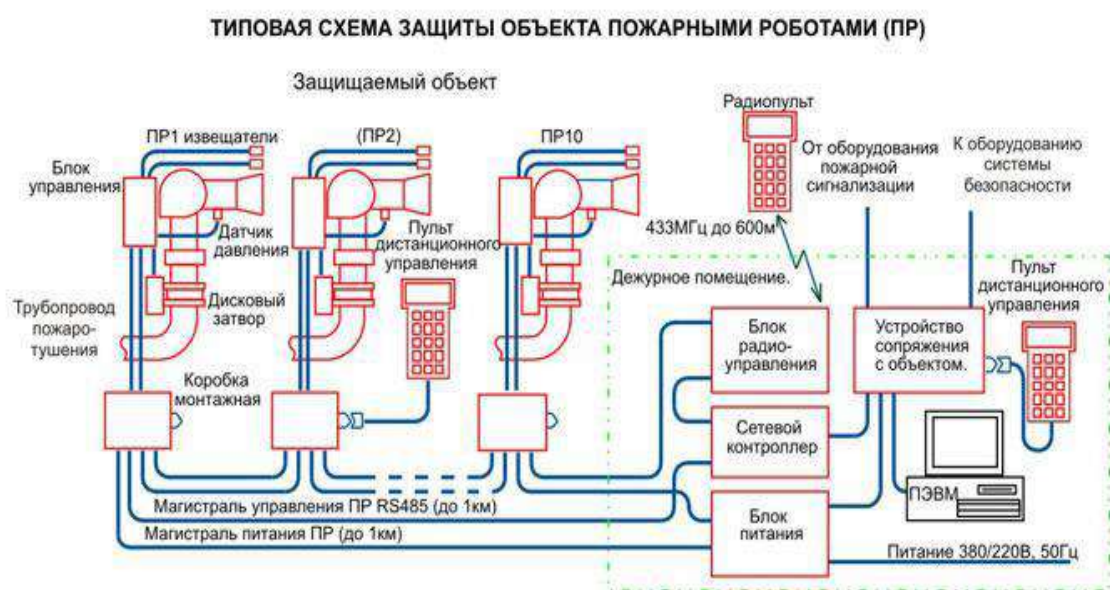 ТИПОВАЯ СХЕМА ЗАЩИТЫ ОБЪЕКТА ПОЖАРНЫМИ РОБОТАМИ (ПР)
Защищаемый объект
ПР1 извещатели
(ПР2)
ПР10
Блок
управления
Датчик
давления
Пульт
дистанционного
управления
Трубопровод
пожаро-
тушения
Дисковый
затвор
Коробка
монтажная
Радиопульт
От оборудования
пожарной
сигнализации
К оборудованию
системы
безопасности
433МГц до 600м
Дежурное помещение.
Пульт
дистанционного
управления
Блок
радио-
управления
Устройство
сопряжения
с объектом.
Сетевой
контроллер
ПЭВМ
Магистраль управления ПР RS485 (до 1км)
Магистраль питания ПР (до 1км)
Блок
питания
Питание 380/220В, 50Гц